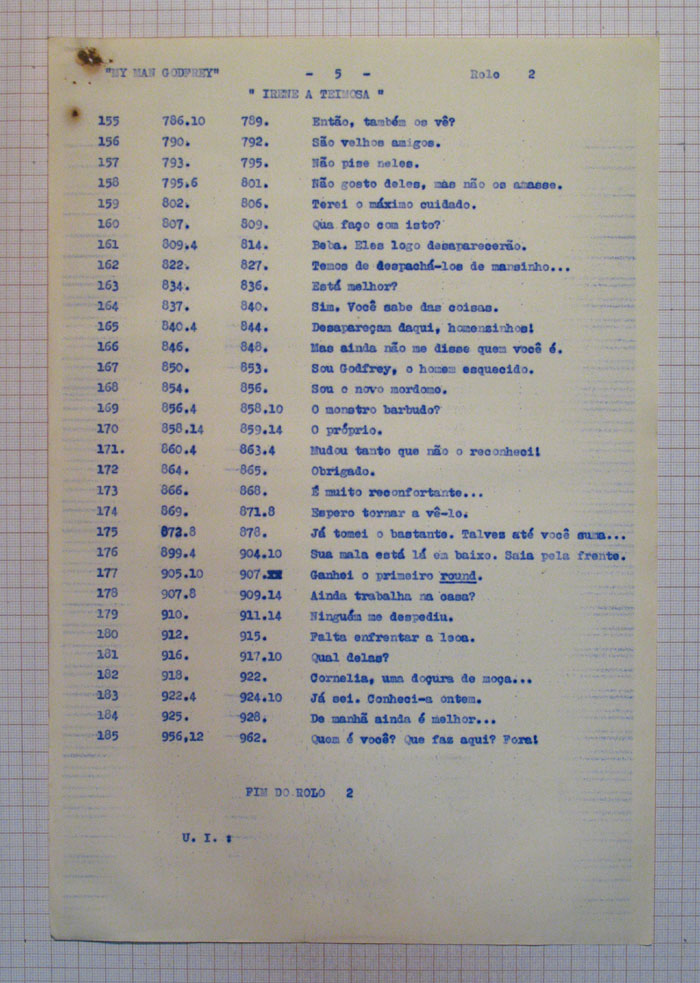 "MY MAN GODFREY" - 5 - Rolo 2
" IRENE A TEIMOSA "
155 786.10 789. Então, também os vê?
156 790. 792. São velhos amigos.
157 793. 795. Não pise neles.
158 795.6 801. Não gosto deles, mas não os amasse.
159 802. 806. Terei o máximo cuidado.
160 807. 809. Qua faço com isto?
161 809.4 814. Beba. Eles logo desaparecerão.
162 822. 827. Temos de despachá-los de mansinho...
163 834. 836. Está melhor?
164 837. 840. Sim. Você sabe das coisas.
165 840.4 844. Desapareçam daqui, homensinhos!
166 846. 848. Mas ainda não me disse quem você é.
167 850. 853. Sou Godfrey, o homem esquecido.
168 854. 856. Sou o novo mordomo.
169 856.4 858.10 O monstro barbudo?
170 858.14 859.14 O próprio.
171. 860.4 863.4 Mudou tanto que não o reconheci!
172 864. 865. Obrigado.
173 866. 868. É muito reconfortante...
174 869. 871.8 Espero tornar a vê-lo.
175 872.8 878. Já tomei o bastante. Talves até você suma...
176 899.4 904.10 Sua mala está lá em baixo. Saia pela frente.
177 905.10 907.xx Ganhei o primeiro round.
178 907.8 909.14 Ainda trabalha na casa?
179 910. 911.14 Ninguém me despediu.
180 912. 915. Falta enfrentar a loca.
181 916. 917.10 Qual delas?
182 918. 922. Cornelia, uma doçura de moça...
183 922.4 924.10 Já sei. Conheci-a ontem.
184 925. 928. De manhã ainda é melhor...
185 956,12 962. Quem é você? Que faz aqui? Fora!
FIM DO ROLO 2
U. I. :